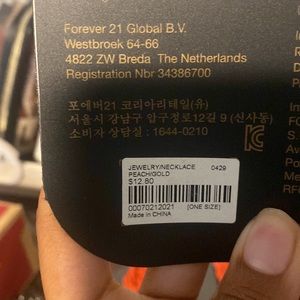 Forever 21 Global B.V.
Westbroek 64-66
4822 ZW Breda The Netherlands
Registration Nbr 34386700
포에버21 코리아리테일(유)
서울시 강남구 압구정로12길 9 (신사동)
소비자 상담실 : 1644-0210
JEWELRY/NECKLACE 0429
PEACH/GOLD
$12.80
00070212021 [ONE SIZE]
Made in CHINA